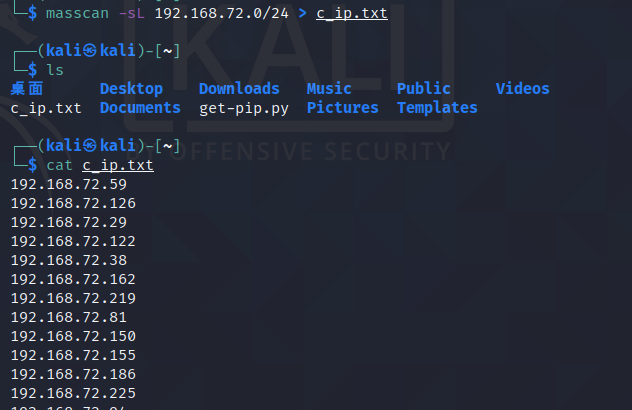 └─$ masscan -sL 192.168.72.0/24 > c_ip.txt
┌──(kali㉿kali)-[~]
└─$ ls
桌面 Desktop Downloads Music Public Videos
c_ip.txt Documents get-pip.py Pictures Templates
KALI
┌──(kali㉿kali)-[~]
BY OFFENSIVE SECURITY
└─$ cat c_ip.txt
192.168.72.59
192.168.72.126
192.168.72.29
192.168.72.122
192.168.72.38
192.168.72.162
192.168.72.219
192.168.72.81
192.168.72.150
192.168.72.155
192.168.72.186
192.168.72.225